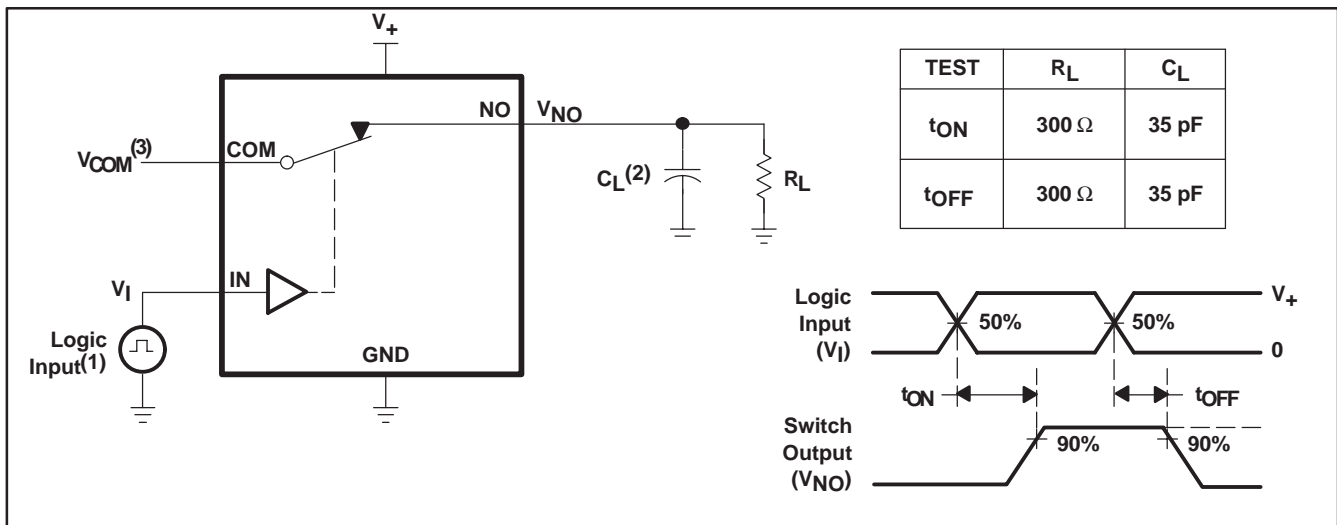 V+
NO
VNO
VCOM(3)
COM
CL(2)
RL
VI
IN
Logic
Input(1)
GND
TEST RL CL
tON 300 Ω 35 pF
tOFF 300 Ω 35 pF
Logic
Input
(VI)
50%
50%
V+
0
tON
tOFF
Switch
Output
(VNO)
90%
90%